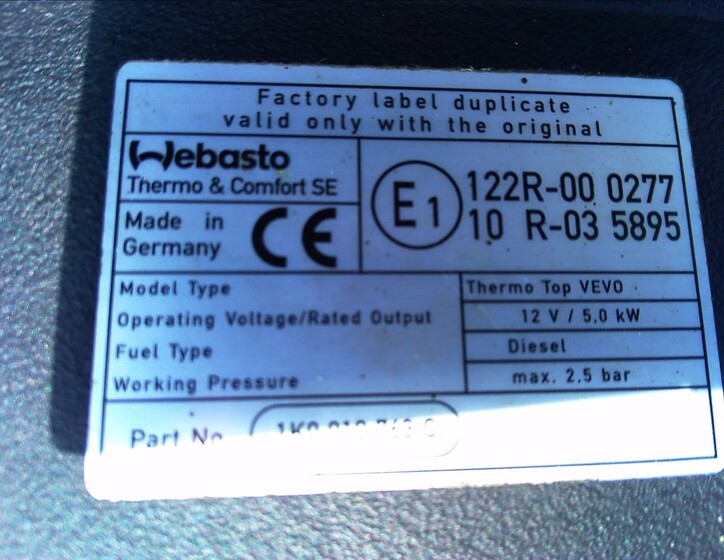 Factory label duplicate
valid only with the original
Webasto
Thermo & Comfort SE
Made in
Germany
CE
E1
122R-00 0277
10 R-03 5895
Model Type
Thermo Top VEVO
Operating Voltage/Rated Output
12 V / 5,0 kW
Fuel Type
Diesel
Working Pressure
max. 2,5 bar
Part No